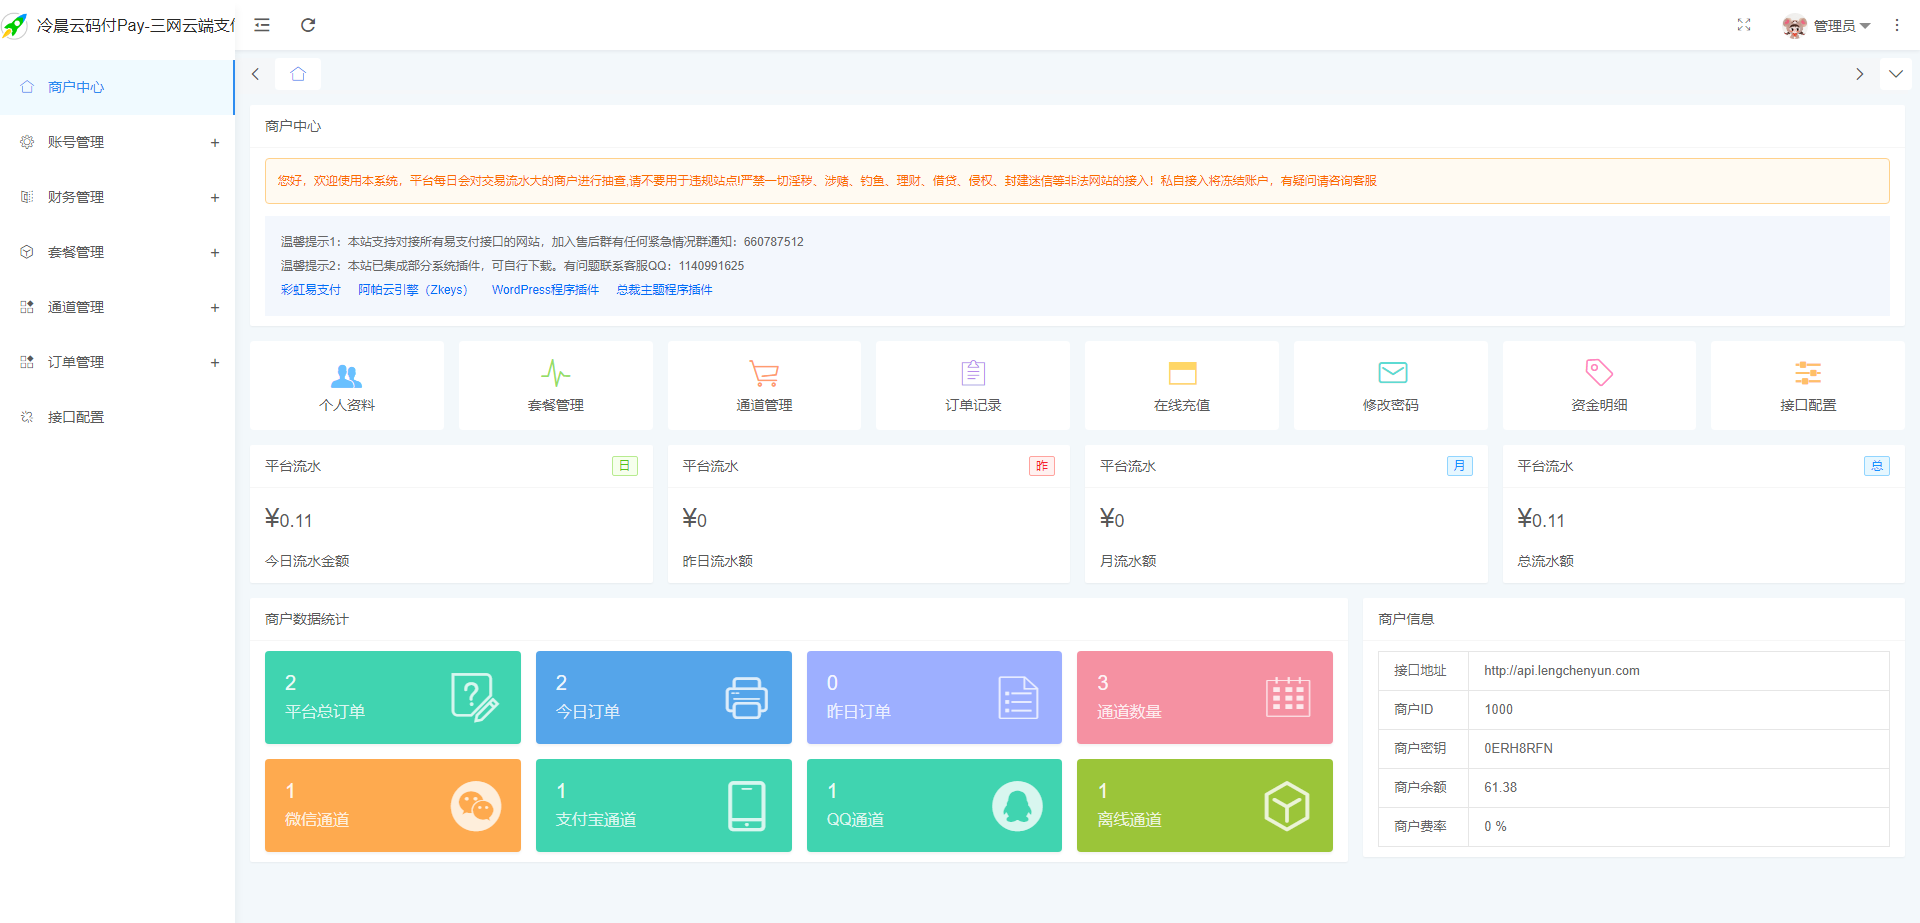 冷晨云码付Pay-三网云端支
管理员
商户中心
账号管理 +
财务管理 +
套餐管理 +
通道管理 +
订单管理 +
接口配置
商户中心
您好，欢迎使用本系统，平台每日会对交易流水大的商户进行抽查,请不要用于违规站点!严禁一切淫秽、涉赌、钓鱼、理财、借贷、侵权、封建迷信等非法网站的接入！私自接入将冻结账户，有疑问请咨询客服
温馨提示1：本站支持对接所有易支付接口的网站，加入售后群有任何紧急情况群通知：660787512
温馨提示2：本站已集成部分系统插件，可自行下载。有问题联系客服QQ：1140991625
彩虹易支付 阿帕云引擎（Zkeys） WordPress程序插件 总裁主题程序插件
个人资料 套餐管理 通道管理 订单记录 在线充值 修改密码 资金明细 接口配置
平台流水 日
¥0.11
今日流水金额
平台流水 昨
¥0
昨日流水额
平台流水 月
¥0
月流水额
平台流水 总
¥0.11
总流水额
商户数据统计
2
平台总订单
2
今日订单
0
昨日订单
3
通道数量
1
微信通道
1
支付宝通道
1
QQ通道
1
离线通道
商户信息
接口地址 http://api.lengchenyun.com
商户ID 1000
商户密钥 0ERH8RFN
商户余额 61.38
商户费率 0 %